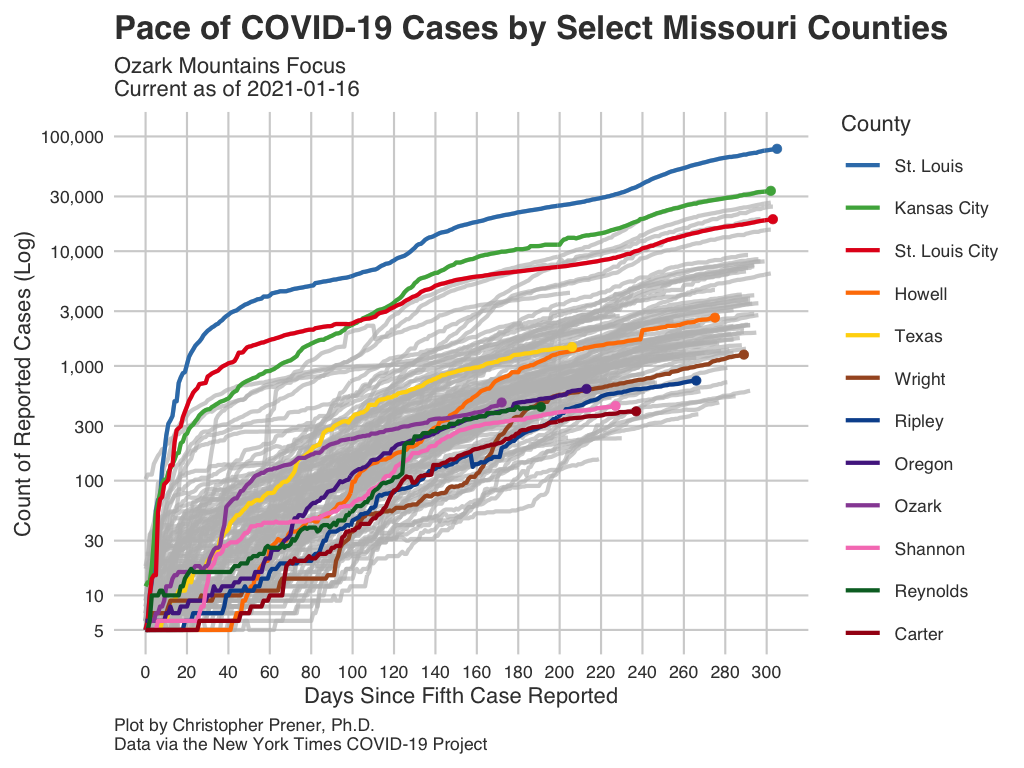 Pace of COVID-19 Cases by Select Missouri Counties
Ozark Mountains Focus
Current as of 2021-01-16
Count of Reported Cases (Log)
100,000
30,000
10,000
3,000
1,000
300
100
30
10
5
0 20 40 60 80 100 120 140 160 180 200 220 240 260 280 300
Days Since Fifth Case Reported
County
St. Louis
Kansas City
St. Louis City
Howell
Texas
Wright
Ripley
Oregon
Ozark
Shannon
Reynolds
Carter
Plot by Christopher Prener, Ph.D.
Data via the New York Times COVID-19 Project